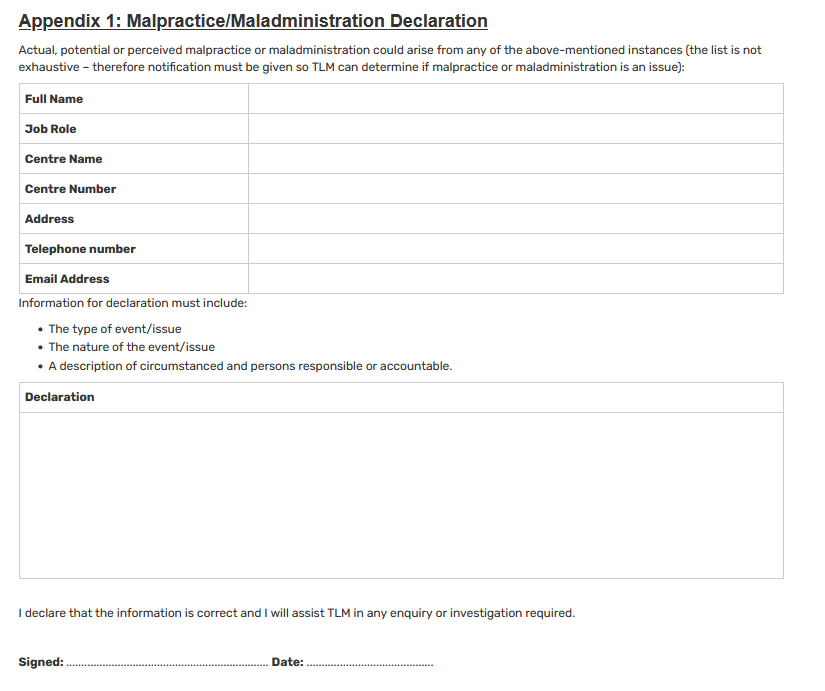 Appendix 1: Malpractice/Maladministration Declaration
Actual, potential or perceived malpractice or maladministration could arise from any of the above-mentioned instances (the list is not
exhaustive – therefore notification must be given so TLM can determine if malpractice or maladministration is an issue):
Full Name
Job Role
Centre Name
Centre Number
Address
Telephone number
Email Address
Information for declaration must include:
• The type of event/issue
• The nature of the event/issue
• A description of circumstanced and persons responsible or accountable.
Declaration
I declare that the information is correct and I will assist TLM in any enquiry or investigation required.
Signed: .................................................................... Date: ...........................................